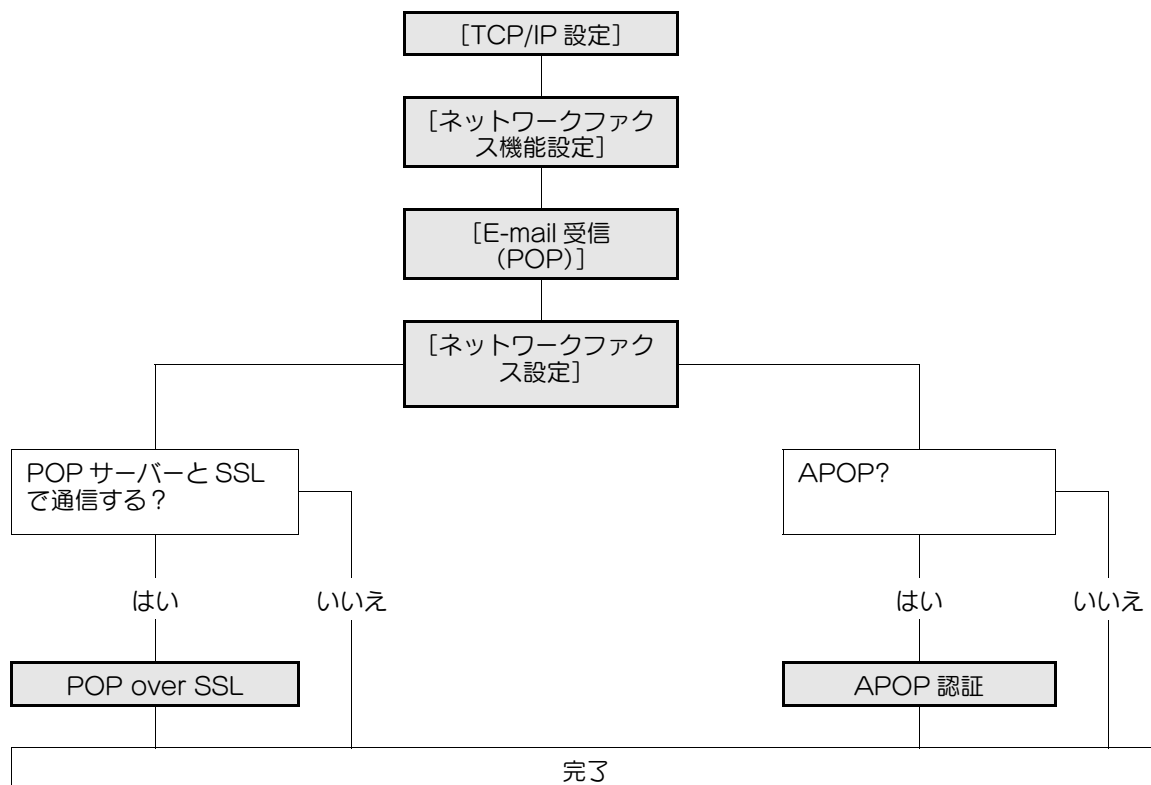 ［TCP/IP 設定］
［ネットワークファク
ス機能設定］
［E-mail 受信
（POP）］
［ネットワークファク
ス設定］
POP サーバーと SSL
で通信する？
APOP?
はい
いいえ
はい
いいえ
POP over SSL
APOP 認証
完了